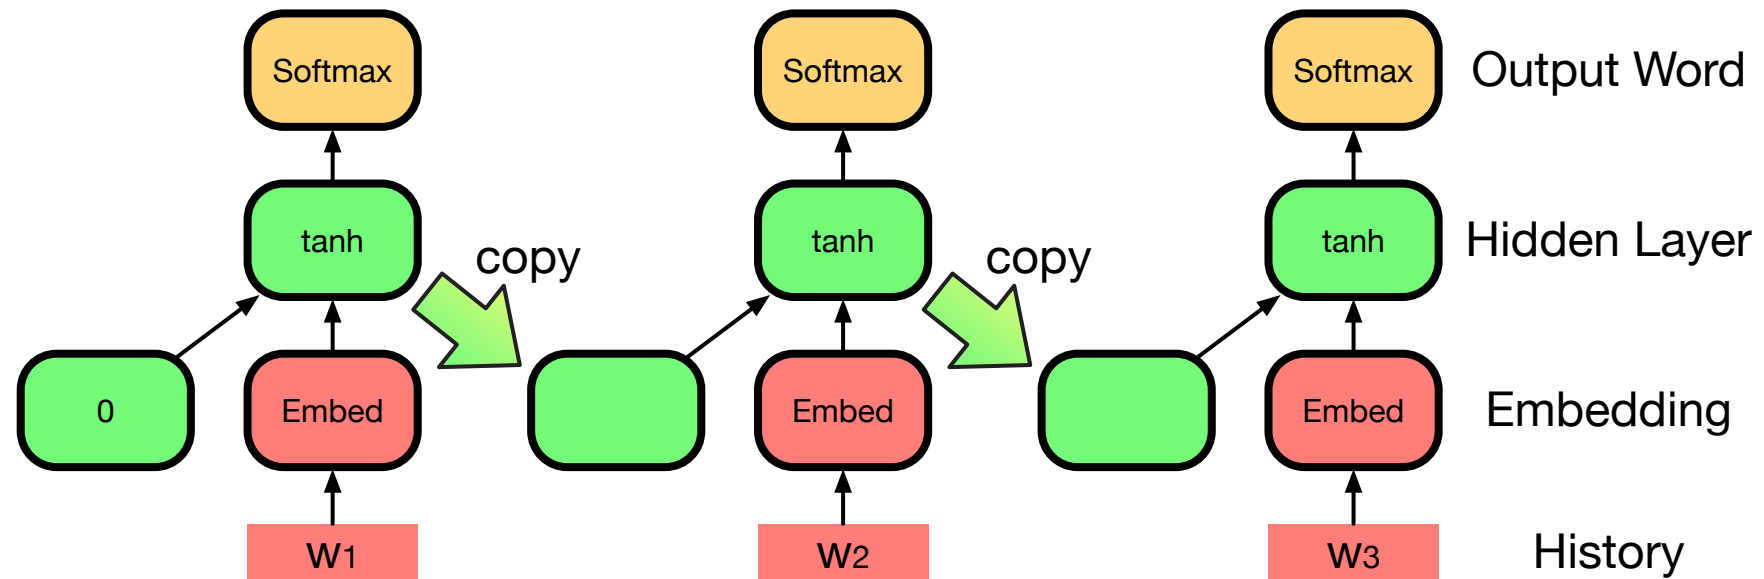 Softmax Softmax Softmax Output Word
tanh tanh tanh Hidden Layer
copy copy
0 Embed Embed Embed Embedding
w1 w2 w3 History